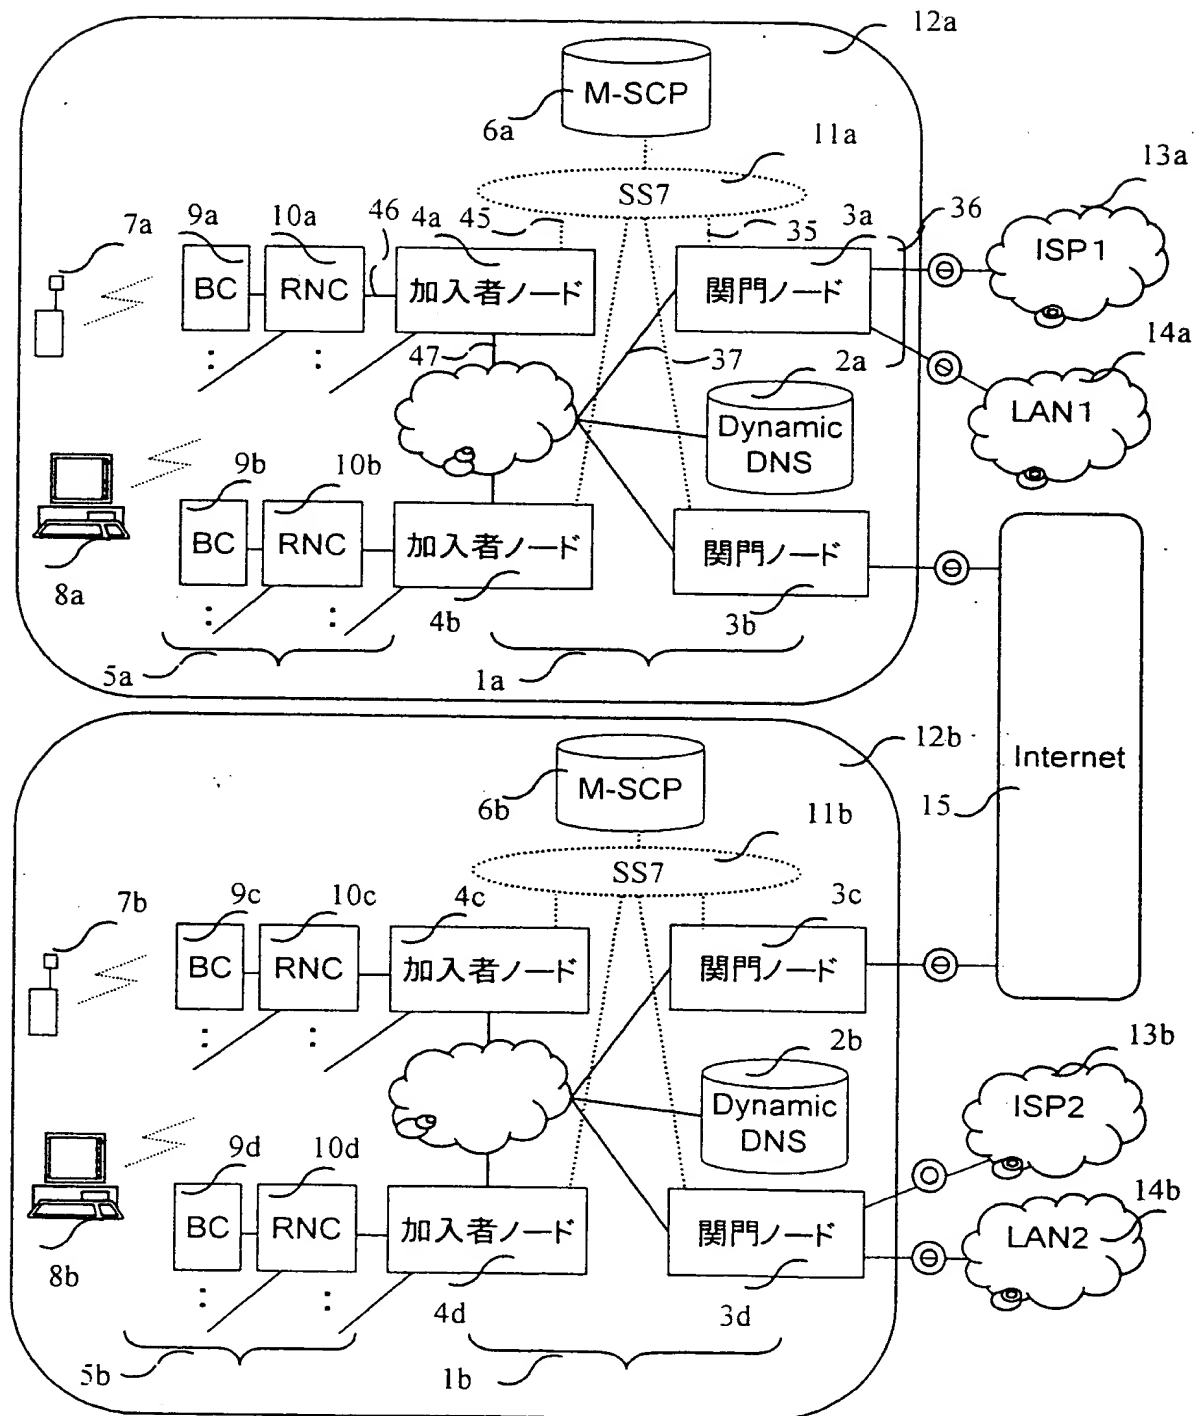 12a
M-SCP
6a
11a
SS7
13a
ISP1
7a
9a
10a
46
4a
45
35
3a
36
BC
RNC
加入者ノード
関門ノード
47
37
2a
14a
LAN1
Dynamic
DNS
9b
10b
BC
RNC
加入者ノード
関門ノード
8a
4b
3b
5a
1a
12b
M-SCP
6b
Internet
15
11b
SS7
7b
9c
10c
4c
3c
BC
RNC
加入者ノード
関門ノード
2b
13b
ISP2
Dynamic
DNS
9d
10d
BC
RNC
加入者ノード
関門ノード
14b
LAN2
8b
4d
3d
5b
1b